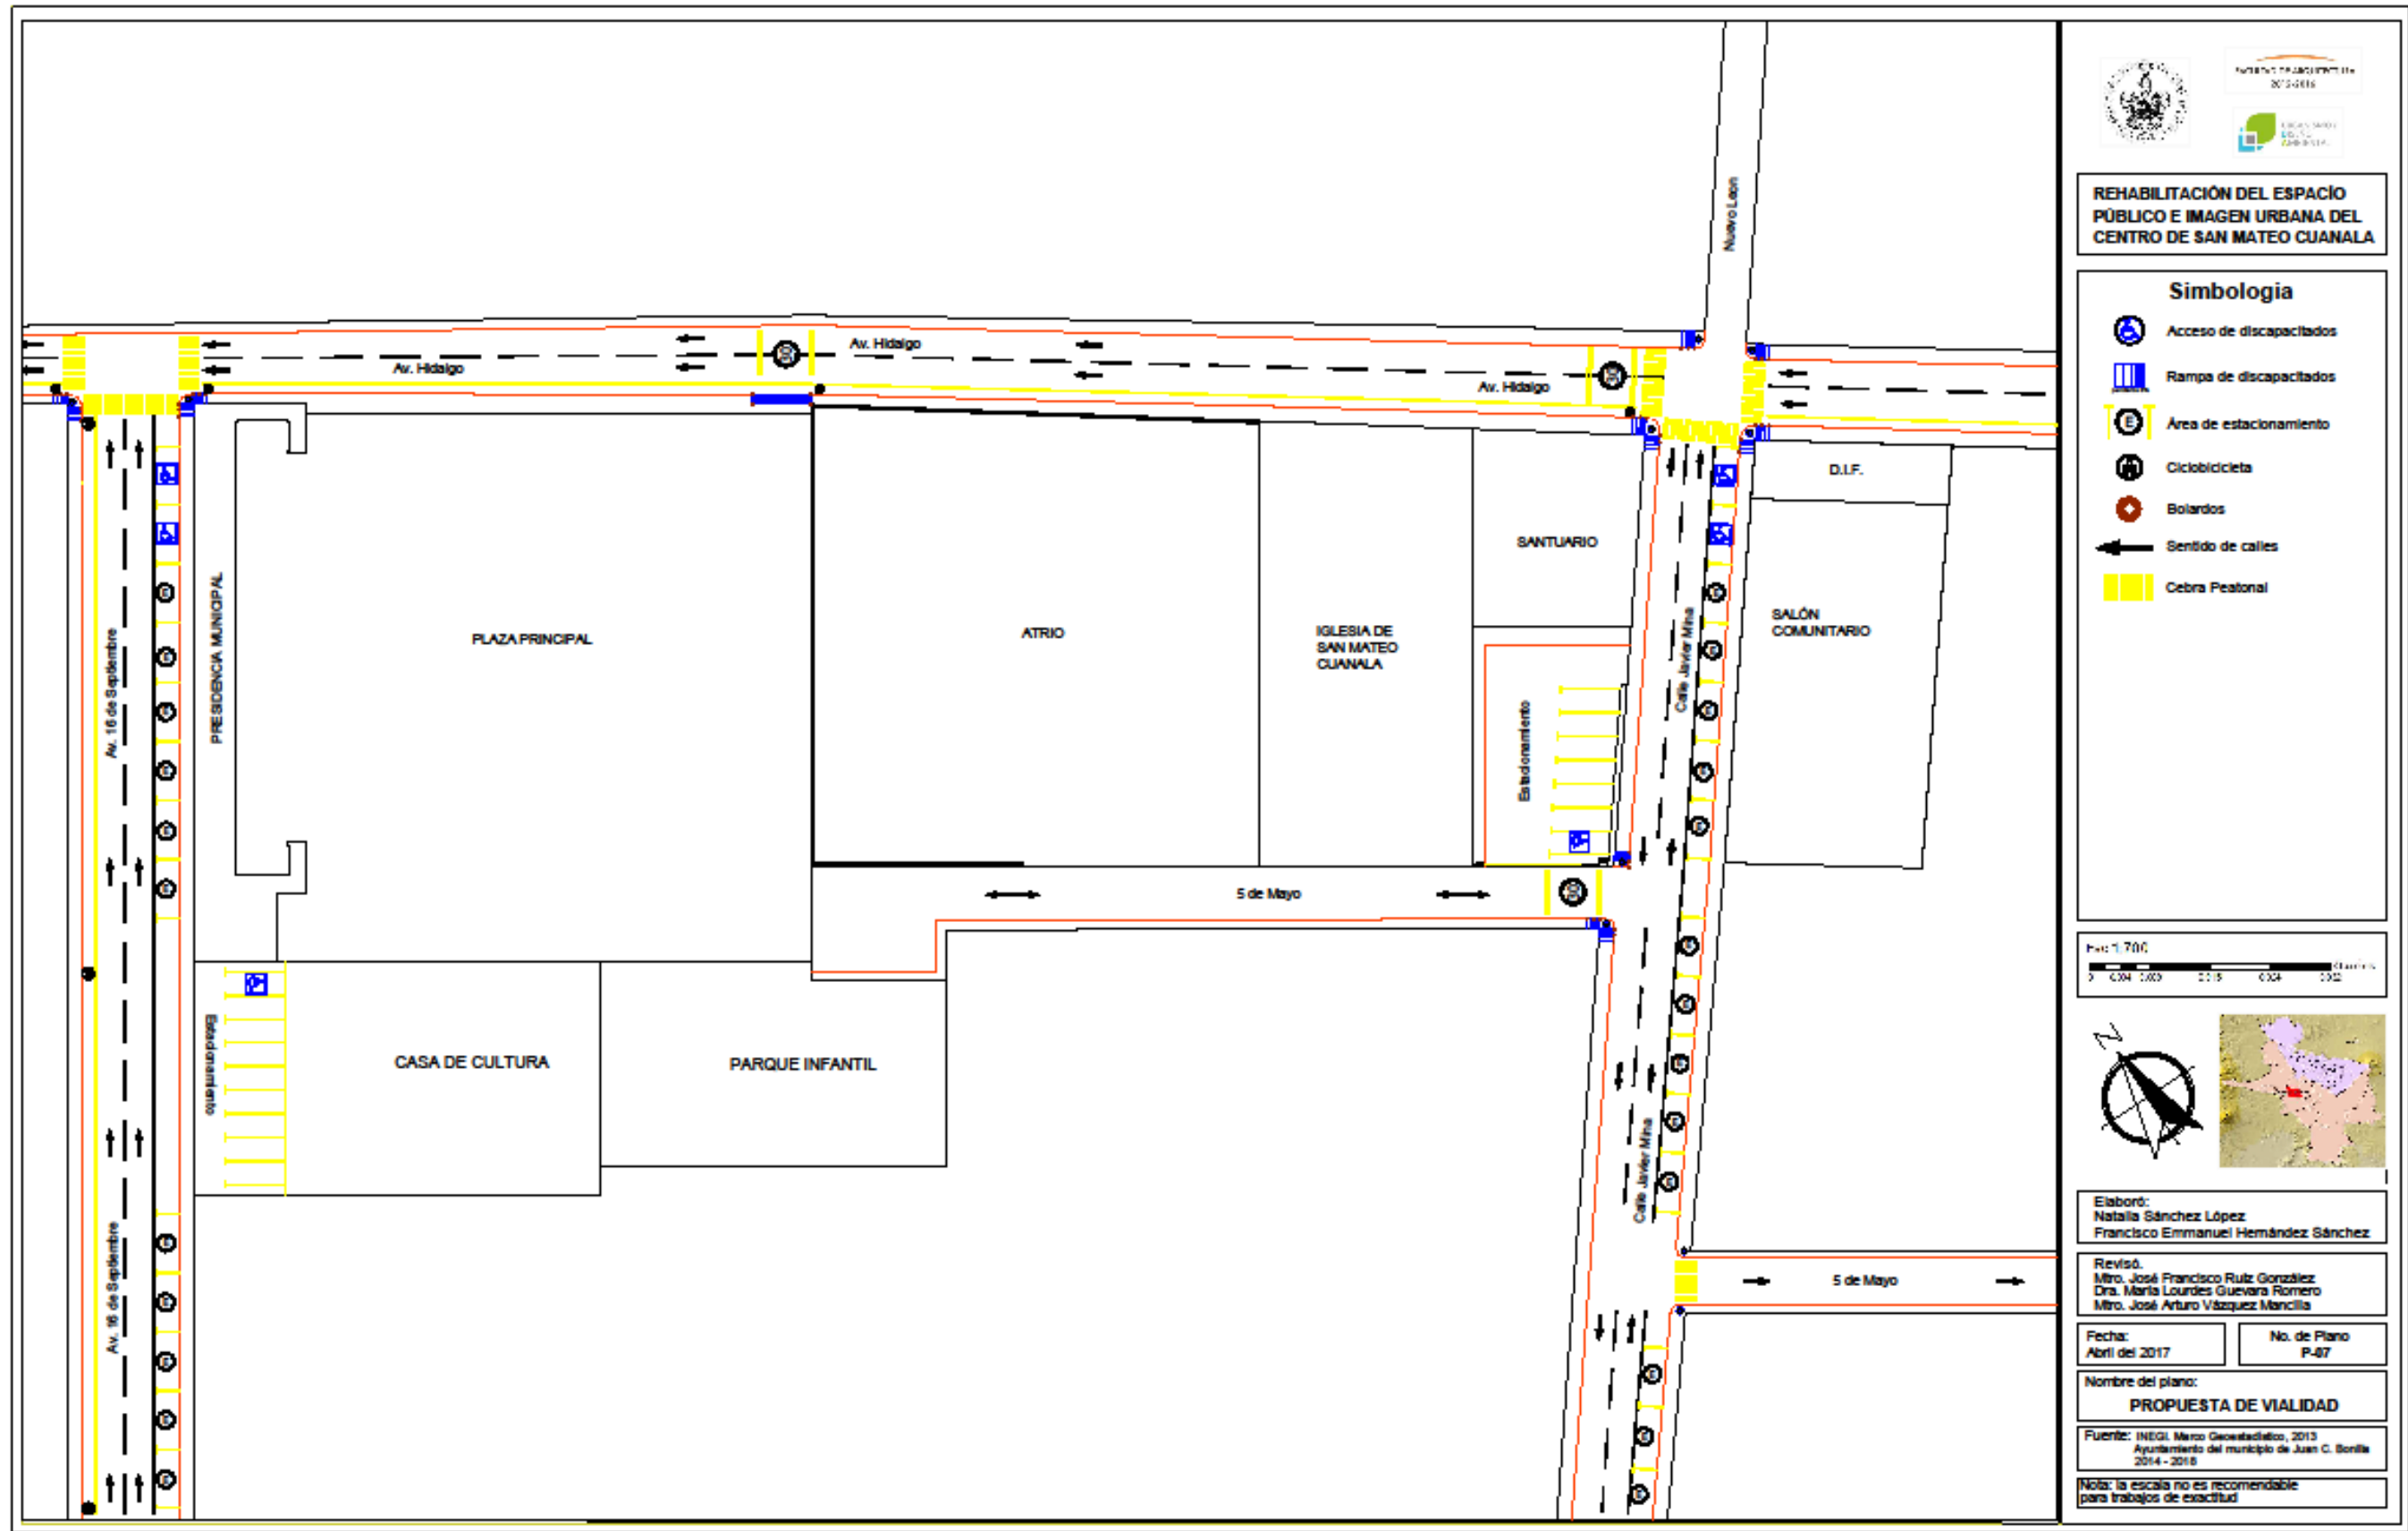 Nuevo Leon
Av. Hidalgo
Av. Hidalgo
Av. Hidalgo
30
30
D.I.F.
SANTUARIO
PRESIDENCIA MUNICIPAL
PLAZA PRINCIPAL
ATRIO
IGLESIA DE
SAN MATEO
CUANALA
SALÓN
COMUNITARIO
Av. 16 de Septiembre
Calle Javier Mina
Estacionamiento
5 de Mayo
30
Estacionamiento
CASA DE CULTURA
PARQUE INFANTIL
Calle Javier Mina
Av. 16 de Septiembre
5 de Mayo
FACULTAD DE ARQUITECTURA
REHABILITACIÓN DEL ESPACÍO
PÚBLICO E IMAGEN URBANA DEL
CENTRO DE SAN MATEO CUANALA
Simbologia
Acceso de discapacitados
Rampa de discapacitados
E
Área de estacionamiento
Ciclobicicleta
Bolardos
Sentido de calles
Cebra Peatonal
N
Elaboró:
Natalia Sánchez López
Francisco Emmanuel Hernández Sánchez
Revisó.
Mtro. José Francisco Ruiz González
Dra. María Lourdes Guevara Romero
Mtro. José Arturo Vázquez Mancilla
Fecha:
Abril del 2017
No. de Plano
P-07
Nombre del plano:
PROPUESTA DE VIALIDAD
Fuente: INEGI. Marco Geoestadístico, 2013
Ayuntamiento del municipio de Juan C. Bonilla
2014 - 2018
Nota: la escala no es recomendable
para trabajos de exactitud